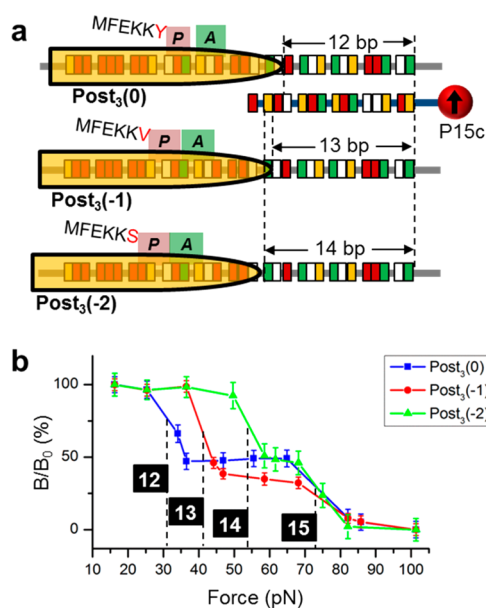 a
MFEKKY
P A
12 bp
Post3(0)
P15c
MFEKKV
P A
13 bp
Post3(-1)
MFEKKS
P A
14 bp
Post3(-2)
b
B/B0 (%)
100
50
0
12
13
14
15
Post3(0)
Post3(-1)
Post3(-2)
10 20 30 40 50 60 70 80 90 100
Force (pN)